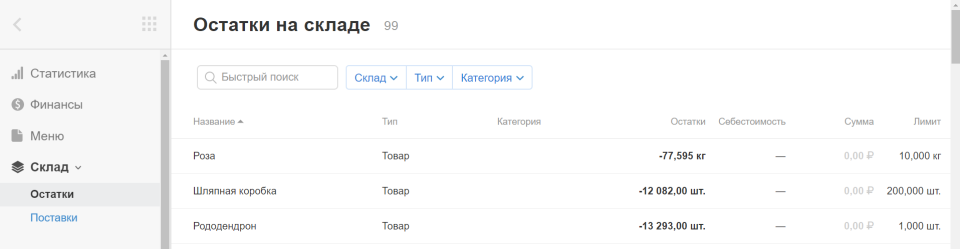 Остатки на складе 99
Статистика
Финансы
Меню
Склад
Остатки
Поставки
Быстрый поиск Склад Тип Категория
Название Тип Категория Остатки Себестоимость Сумма Лимит
Роза Товар -77,595 кг — 0,00 ₽ 10,000 кг
Шляпная коробка Товар -12 082,00 шт. — 0,00 ₽ 200,000 шт.
Рододендрон Товар -13 293,00 шт. — 0,00 ₽ 1,000 шт.